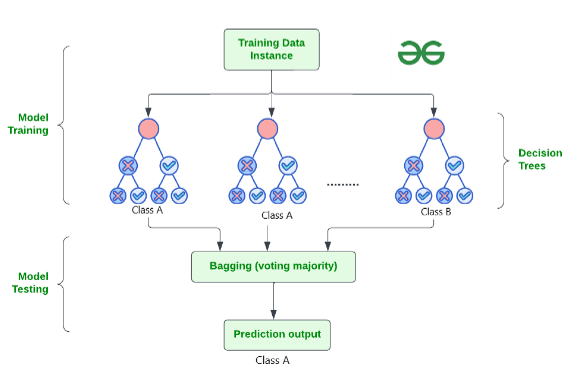 Training Data
Instance
Model
Training
Decision
Trees
.........
Class A
Class A
Class B
Model
Testing
Bagging (voting majority)
Prediction output
Class A